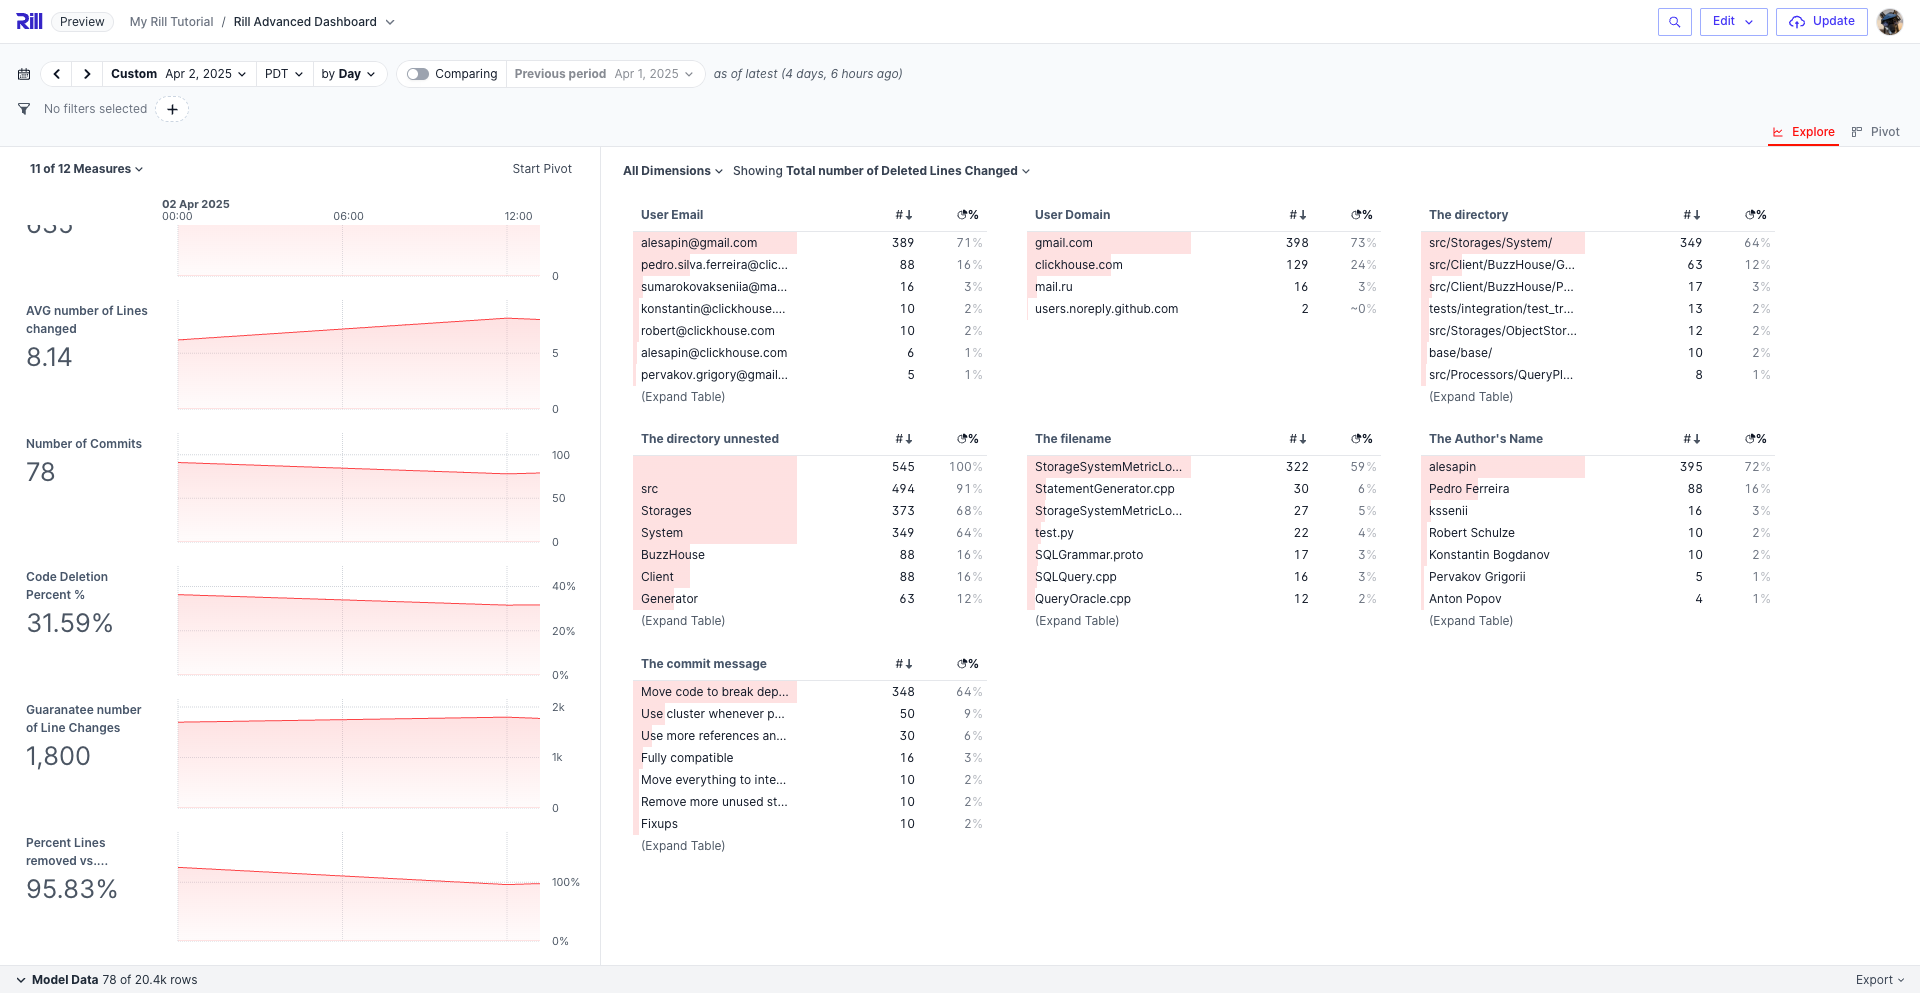 Rill Preview My Rill Tutorial / Rill Advanced Dashboard
Edit Update
Custom Apr 2, 2025 PDT by Day Comparing Previous period Apr 1, 2025 as of latest (4 days, 6 hours ago)
No filters selected +
Explore Pivot
11 of 12 Measures Start Pivot
02 Apr 2025
00:00 06:00 12:00
0
AVG number of Lines
changed
8.14
5
0
Number of Commits
78
100
50
0
Code Deletion
Percent %
31.59%
40%
20%
0%
Guaranatee number
of Line Changes
1,800
2k
1k
0
Percent Lines
removed vs....
95.83%
100%
0%
All Dimensions Showing Total number of Deleted Lines Changed
User Email # %
alesapin@gmail.com 389 71%
pedro.silva.ferreira@clic... 88 16%
sumarokovakseniia@ma... 16 3%
konstantin@clickhouse.... 10 2%
robert@clickhouse.com 10 2%
alesapin@clickhouse.com 6 1%
pervakov.grigory@gmail... 5 1%
(Expand Table)
User Domain # %
gmail.com 398 73%
clickhouse.com 129 24%
mail.ru 16 3%
users.noreply.github.com 2 ~0%
The directory # %
src/Storages/System/ 349 64%
src/Client/BuzzHouse/G... 63 12%
src/Client/BuzzHouse/P... 17 3%
tests/integration/test_tr... 13 2%
src/Storages/ObjectStor... 12 2%
base/base/ 10 2%
src/Processors/QueryPl... 8 1%
(Expand Table)
The directory unnested # %
545 100%
src 494 91%
Storages 373 68%
System 349 64%
BuzzHouse 88 16%
Client 88 16%
Generator 63 12%
(Expand Table)
The filename # %
StorageSystemMetricLo... 322 59%
StatementGenerator.cpp 30 6%
StorageSystemMetricLo... 27 5%
test.py 22 4%
SQLGrammar.proto 17 3%
SQLQuery.cpp 16 3%
QueryOracle.cpp 12 2%
(Expand Table)
The Author's Name # %
alesapin 395 72%
Pedro Ferreira 88 16%
kssenii 16 3%
Robert Schulze 10 2%
Konstantin Bogdanov 10 2%
Pervakov Grigorii 5 1%
Anton Popov 4 1%
(Expand Table)
The commit message # %
Move code to break dep... 348 64%
Use cluster whenever p... 50 9%
Use more references an... 30 6%
Fully compatible 16 3%
Move everything to inte... 10 2%
Remove more unused st... 10 2%
Fixups 10 2%
(Expand Table)
Model Data 78 of 20.4k rows Export